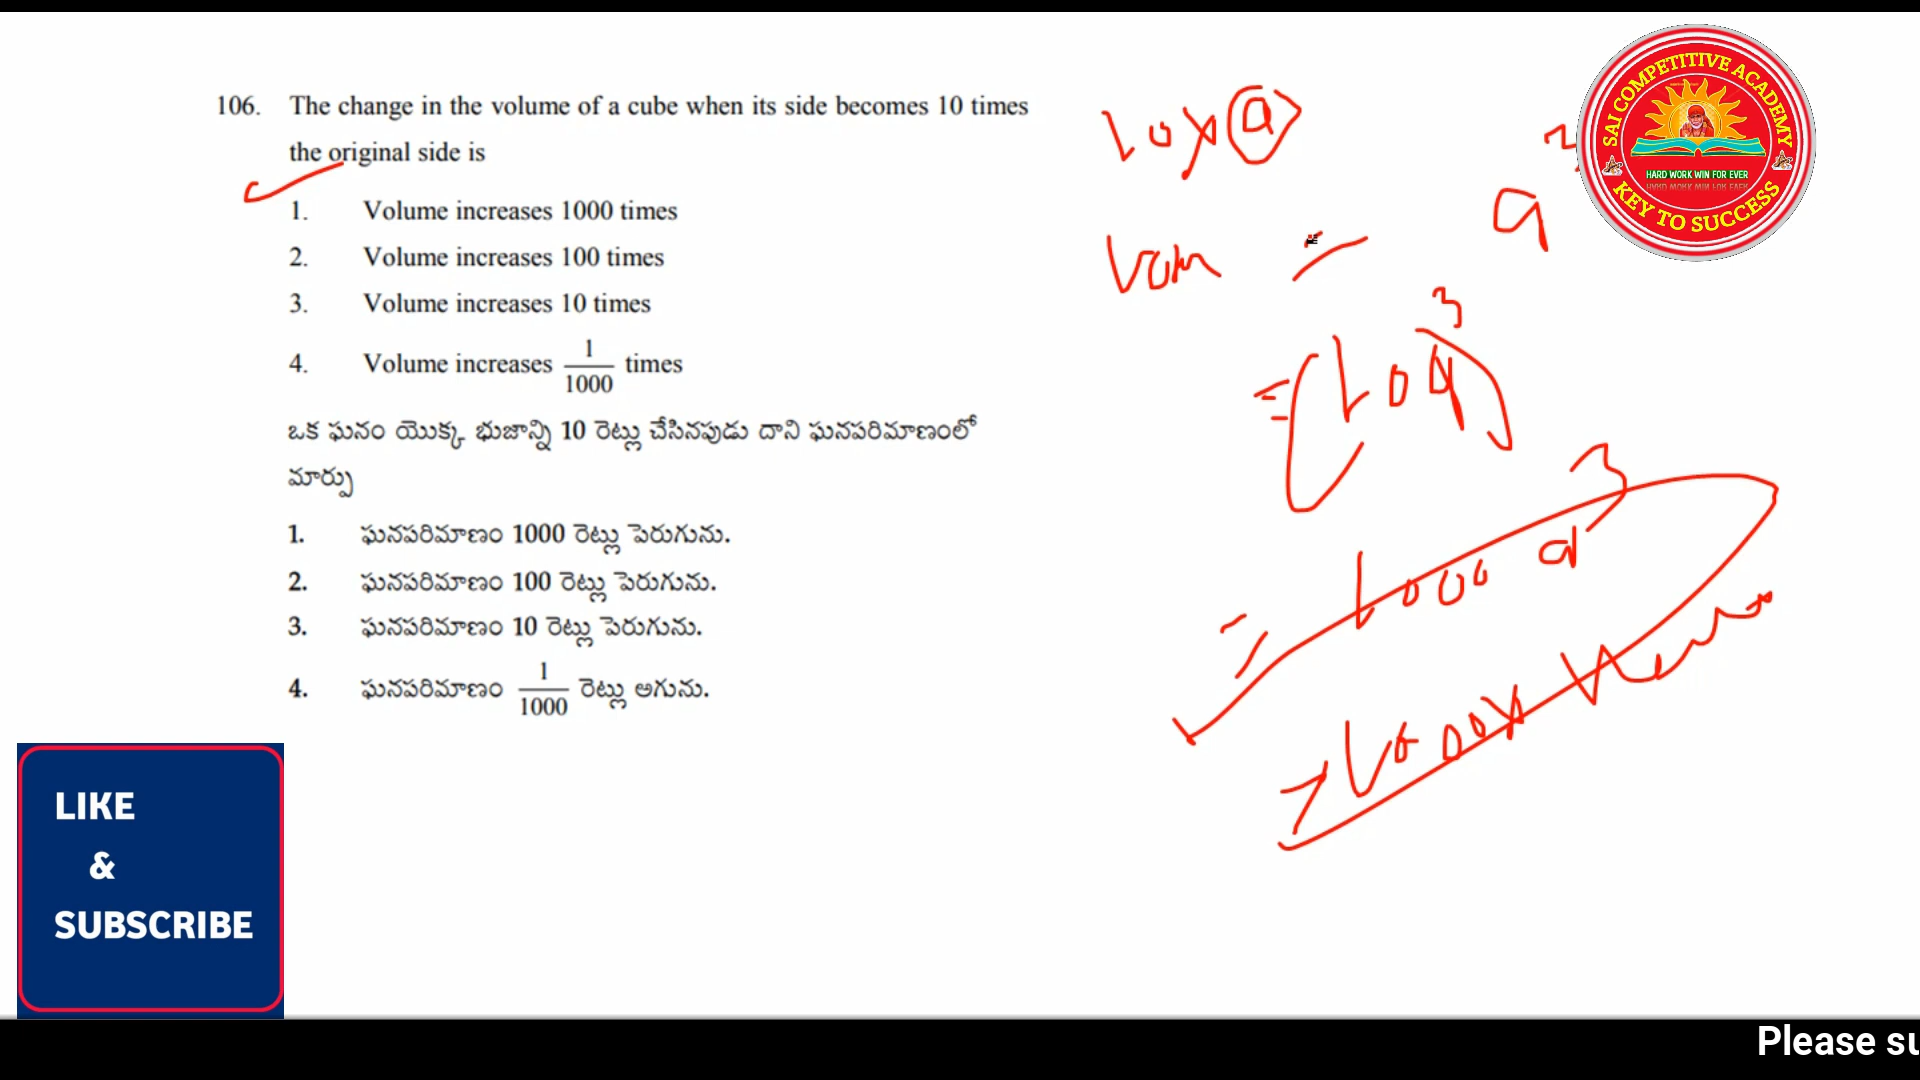 106. The change in the volume of a cube when its side becomes 10 times
the original side is
1. Volume increases 1000 times
2. Volume increases 100 times
3. Volume increases 10 times
4. Volume increases 1/1000 times
ఒక ఘనం యొక్క భుజాన్ని 10 రెట్లు చేసినపుడు దాని ఘనపరిమాణంలో
మార్పు
1. ఘనపరిమాణం 1000 రెట్లు పెరుగును.
2. ఘనపరిమాణం 100 రెట్లు పెరుగును.
3. ఘనపరిమాణం 10 రెట్లు పెరుగును.
4. ఘనపరిమాణం 1/1000 రెట్లు అగును.
10 x a
a³
= (10a)³
= 1000 a³
SAI COMPETITIVE ACADEMY
HARD WORK WIN FOR EVER
KEY TO SUCCESS
LIKE
&
SUBSCRIBE
Please su